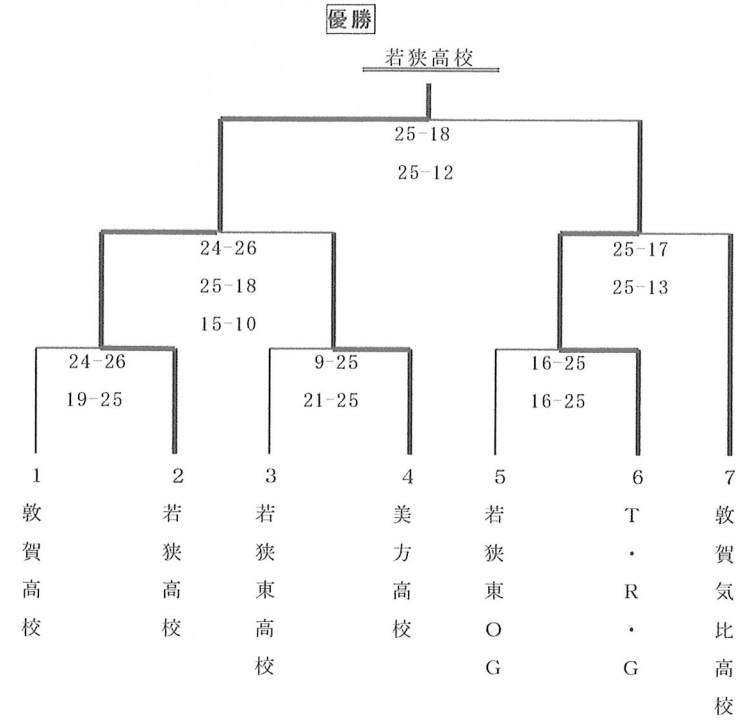 優勝
若狭高校
25-18
25-12
24-26
25-18
15-10
25-17
25-13
24-26
19-25
9-25
21-25
16-25
16-25
1
2
3
4
5
6
7
敦賀高校
若狭高校
若狭東高校
美方高校
若狭東OG
T・R・G
敦賀気比高校